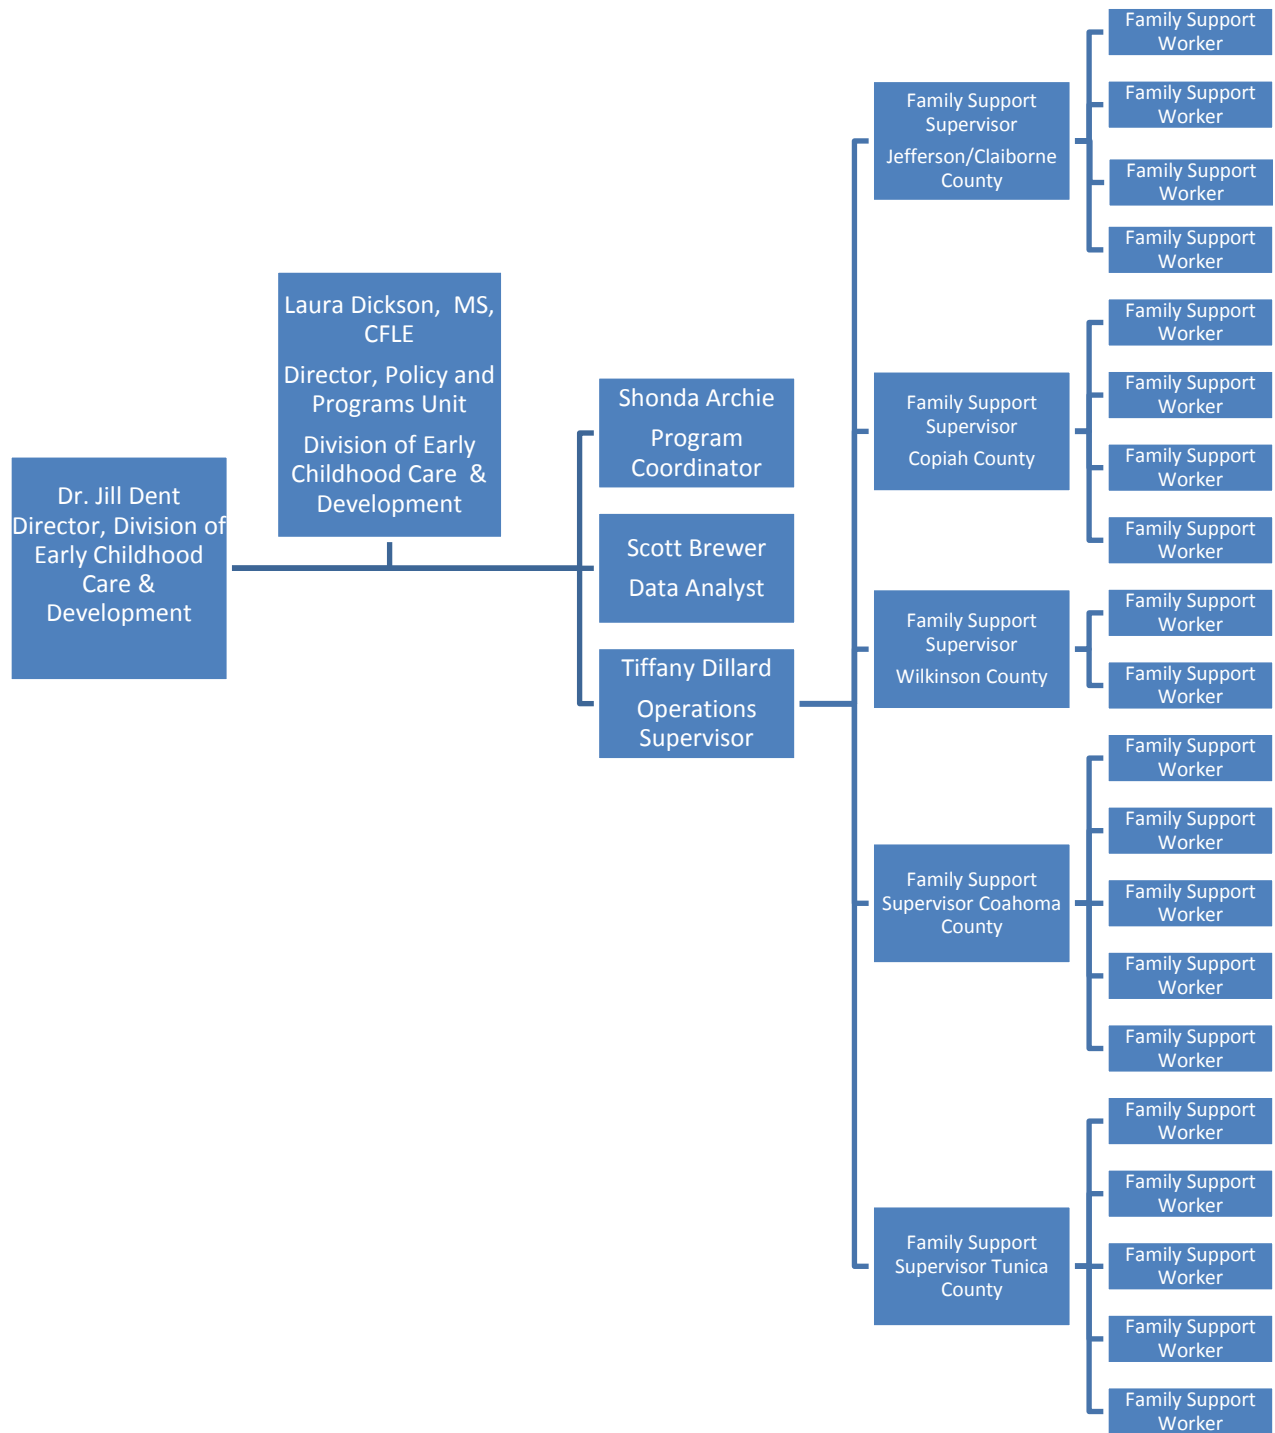 Dr. Jill Dent
Director, Division of
Early Childhood
Care &
Development
Laura Dickson,  MS,
CFLE
Director, Policy and
Programs Unit
Division of Early
Childhood Care  &
Development
Shonda Archie
Program
Coordinator
Scott Brewer
Data Analyst
Tiffany Dillard
Operations
Supervisor
Family Support
Supervisor
Jefferson/Claiborne
County
Family Support
Worker
Family Support
Worker
Family Support
Worker
Family Support
Worker
Family Support
Supervisor
Copiah County
Family Support
Worker
Family Support
Worker
Family Support
Worker
Family Support
Worker
Family Support
Supervisor
Wilkinson County
Family Support
Worker
Family Support
Worker
Family Support
Supervisor Coahoma
County
Family Support
Worker
Family Support
Worker
Family Support
Worker
Family Support
Worker
Family Support
Worker
Family Support
Supervisor Tunica
County
Family Support
Worker
Family Support
Worker
Family Support
Worker
Family Support
Worker
Family Support
Worker